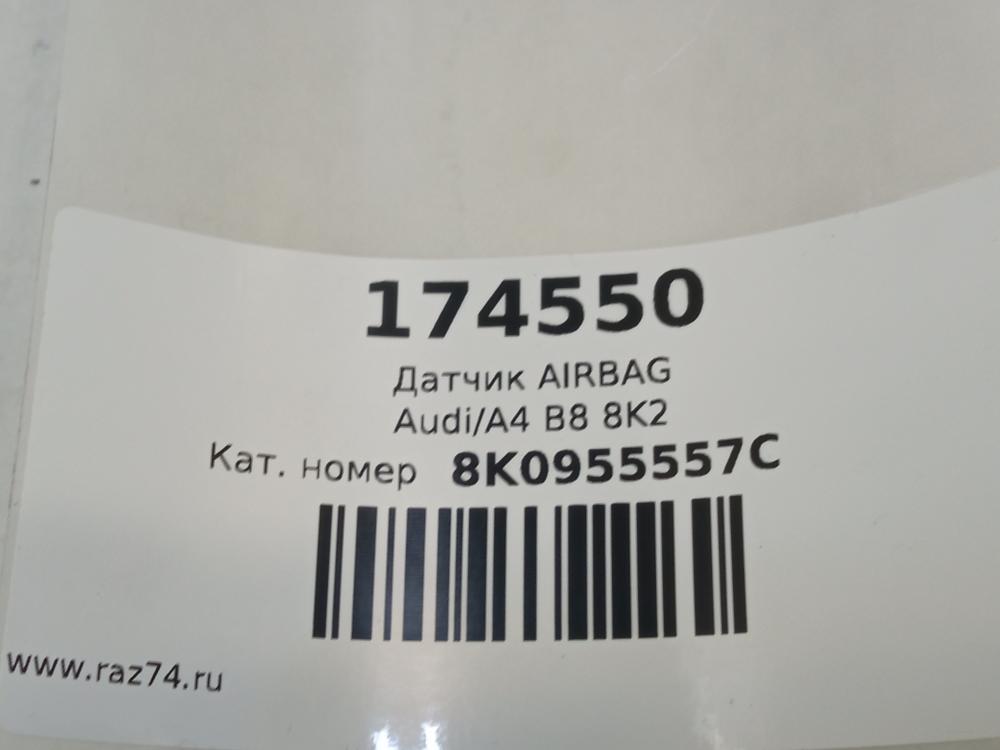 174550
Датчик AIRBAG
Audi/A4 B8 8K2
Кат. номер 8K0955557C
www.raz74.ru